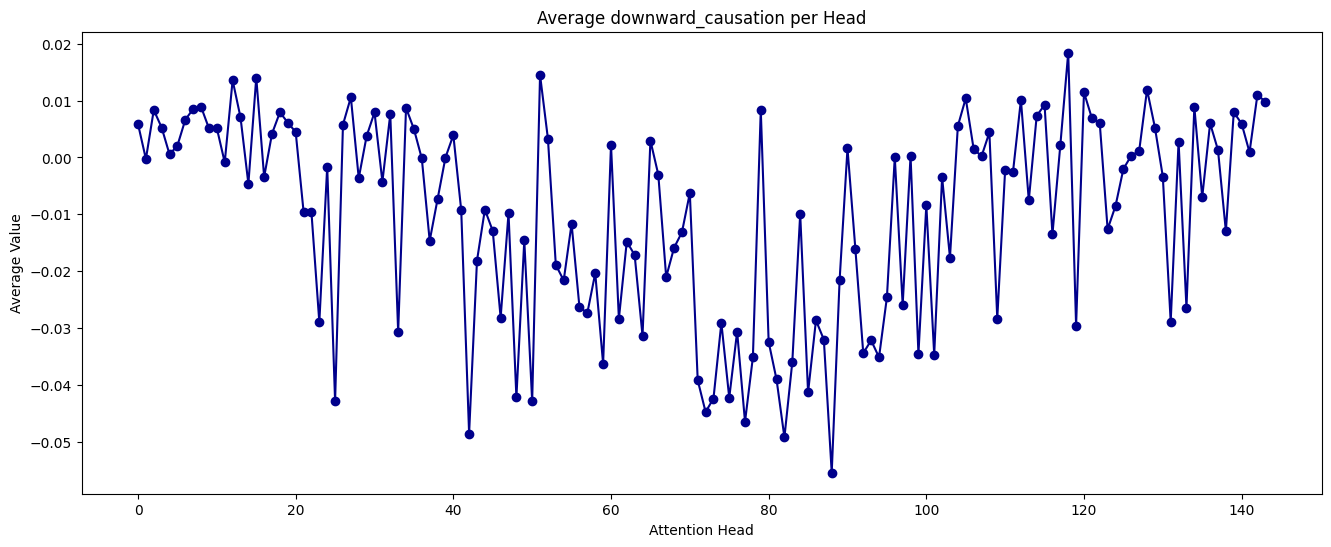 Average downward_causation per Head
Average Value
0.02
0.01
0.00
−0.01
−0.02
−0.03
−0.04
−0.05
0 20 40 60 80 100 120 140
Attention Head